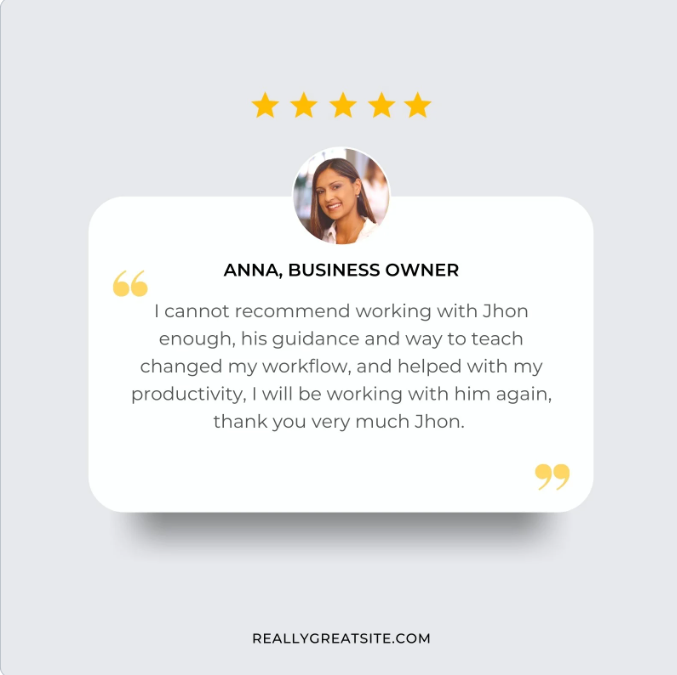 ANNA, BUSINESS OWNER
“
I cannot recommend working with Jhon
enough, his guidance and way to teach
changed my workflow, and helped with my
productivity, I will be working with him again,
thank you very much Jhon.
”
REALLYGREATSITE.COM